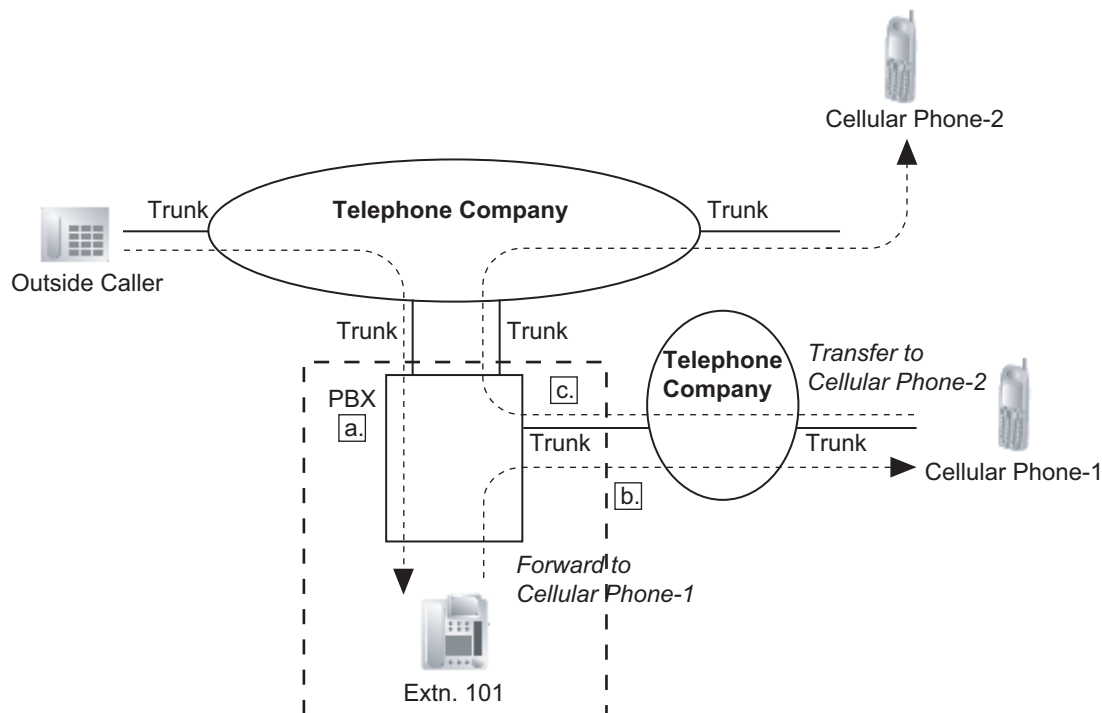 Cellular Phone-2
Trunk
Telephone Company
Trunk
Outside Caller
Trunk
Trunk
Telephone
Company
Transfer to
Cellular Phone-2
PBX
a.
c.
Trunk
Trunk
Cellular Phone-1
b.
Forward to
Cellular Phone-1
Extn. 101